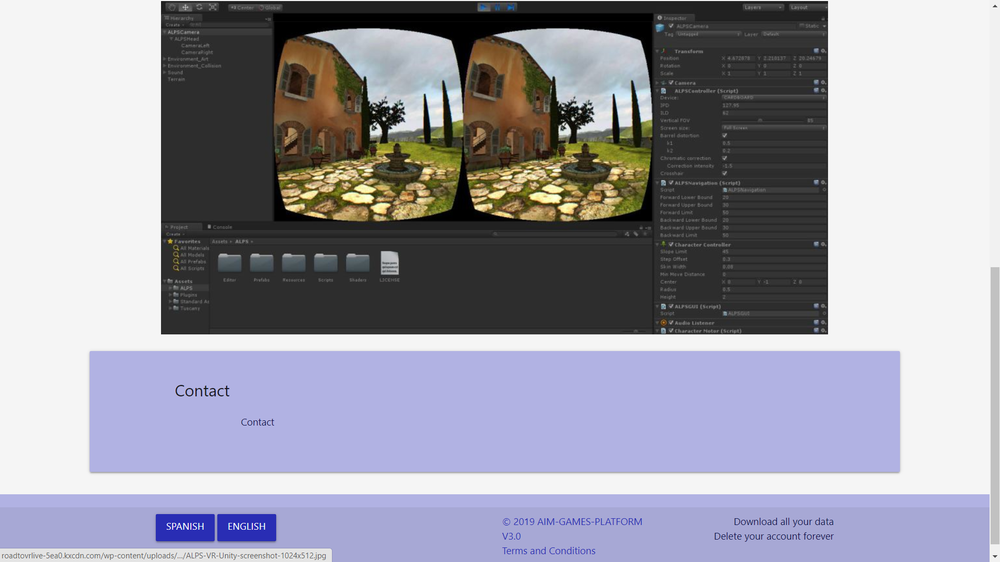 Center Global Layers Layout
Hierarchy
Create All
ALPSCamera
ALPSHead
CameraLeft
CameraRight
Environment_Art
Environment_Collision
Sound
Terrain
Inspector
ALPSCamera Static
Tag Untagged Layer Default
Transform
Position X 4.672878 Y 2.210137 Z 20.24679
Rotation X 0 Y 0 Z 0
Scale X 1 Y 1 Z 1
Camera
ALPSController (Script)
Device: CARDBOARD
IPD 127.95
ILD 62
Vertical FOV 85
Screen size: Full Screen
Barrel distortion
k1 0.5
k2 0.2
Chromatic correction
Correction intensity -1.5
Crosshair
ALPSNavigation (Script)
Script ALPSNavigation
Forward Lower Bound 20
Forward Upper Bound 30
Forward Limit 50
Backward Lower Bound 20
Backward Upper Bound 30
Backward Limit 50
Character Controller
Slope Limit 45
Step Offset 0.3
Skin Width 0.08
Min Move Distance 0
Center X 0 Y -1 Z 0
Radius 0.5
Height 2
ALPSGUI (Script)
Script ALPSGUI
Audio Listener
Character Motor (Script)
Project Console
Create
Favorites
All Materials
All Models
All Prefabs
All Scripts
Assets
ALPS
Plugins
Standard As
Tuscany
Assets ALPS
Editor Prefabs Resources Scripts Shaders LICENSE
Contact
Contact
SPANISH ENGLISH
© 2019 AIM-GAMES-PLATFORM
V3.0
Terms and Conditions
Download all your data
Delete your account forever
roadtovrlive-5ea0.kxcdn.com/wp-content/uploads/.../ALPS-VR-Unity-screenshot-1024x512.jpg